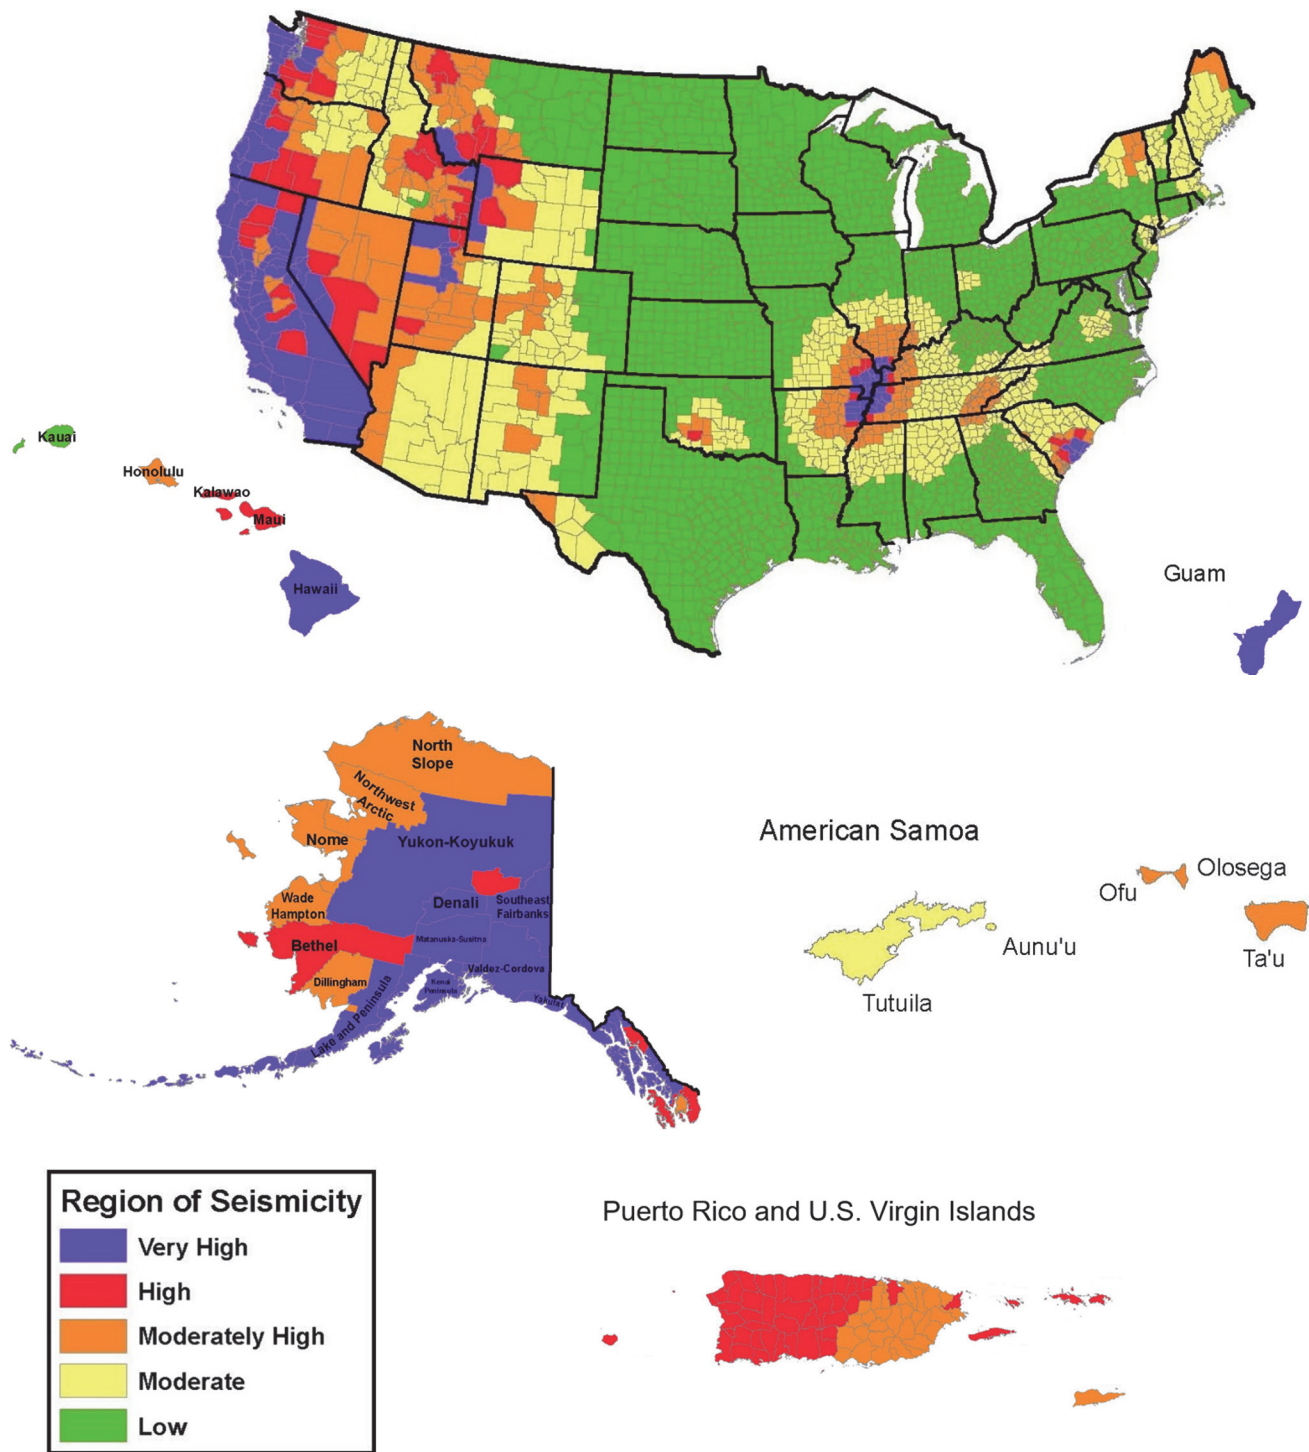 Kauai
Honolulu
Kalawao
Maui
Hawaii
Guam
North
Slope
Northwest
Arctic
Nome
Yukon-Koyukuk
Wade
Hampton
Denali
Southeast
Fairbanks
Bethel
Matanuska-Susitna
Dillingham
Valdez-Cordova
Kenai
Peninsula
Lake and Peninsula
Yakutat
American Samoa
Ofu
Olosega
Ta'u
Aunu'u
Tutuila
Region of Seismicity
Very High
High
Moderately High
Moderate
Low
Puerto Rico and U.S. Virgin Islands